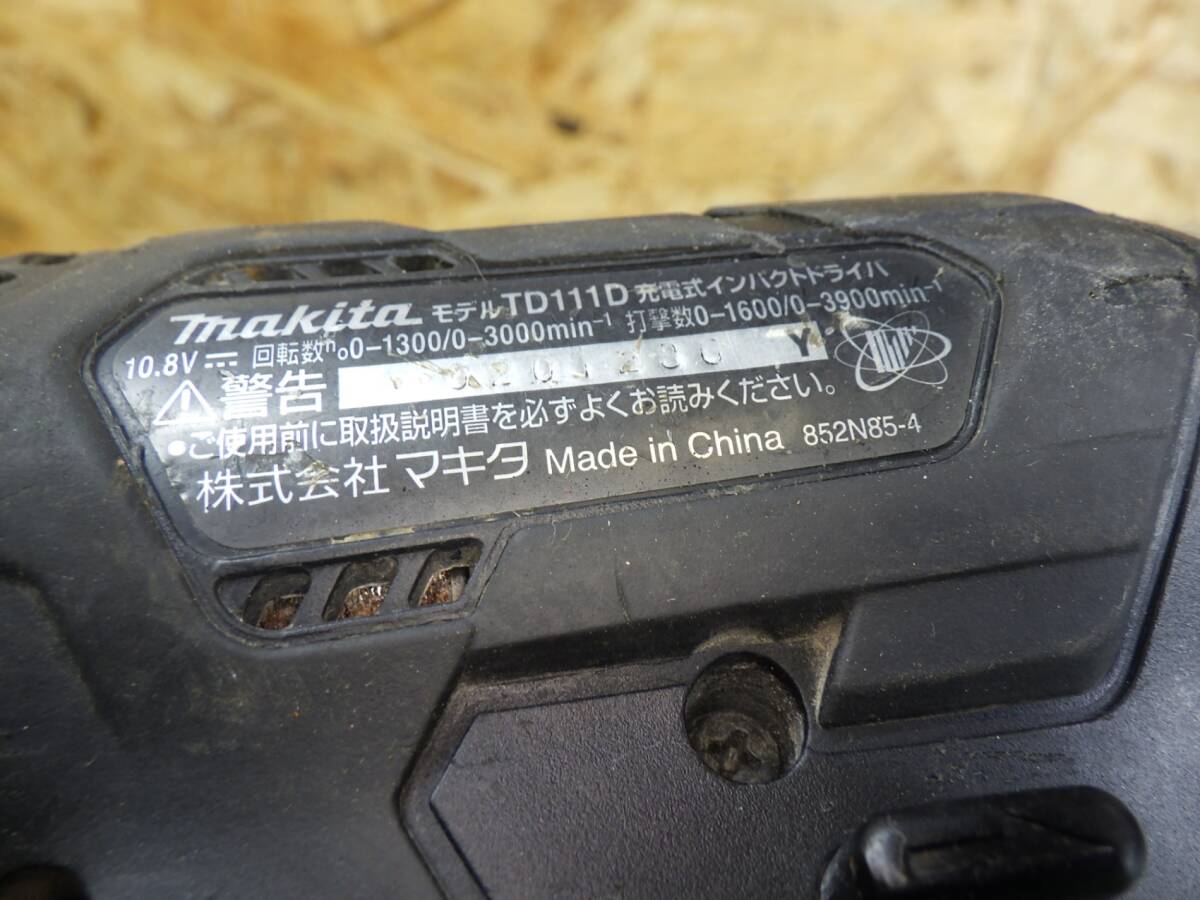 makita モデルTD111D 充電式インパクトドライバ
10.8V 回転数n₀0-1300/0-3000min⁻¹ 打撃数0-1600/0-3900min⁻¹
警告 Y
●ご使用前に取扱説明書を必ずよくお読みください。
株式会社 マキタ Made in China 852N85-4